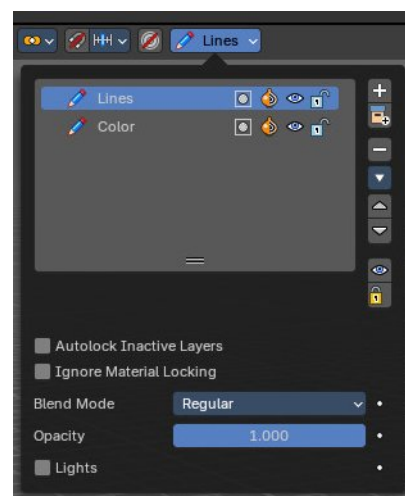 Lines
Lines
Color
Autolock Inactive Layers
Ignore Material Locking
Blend Mode Regular
Opacity 1.000
Lights